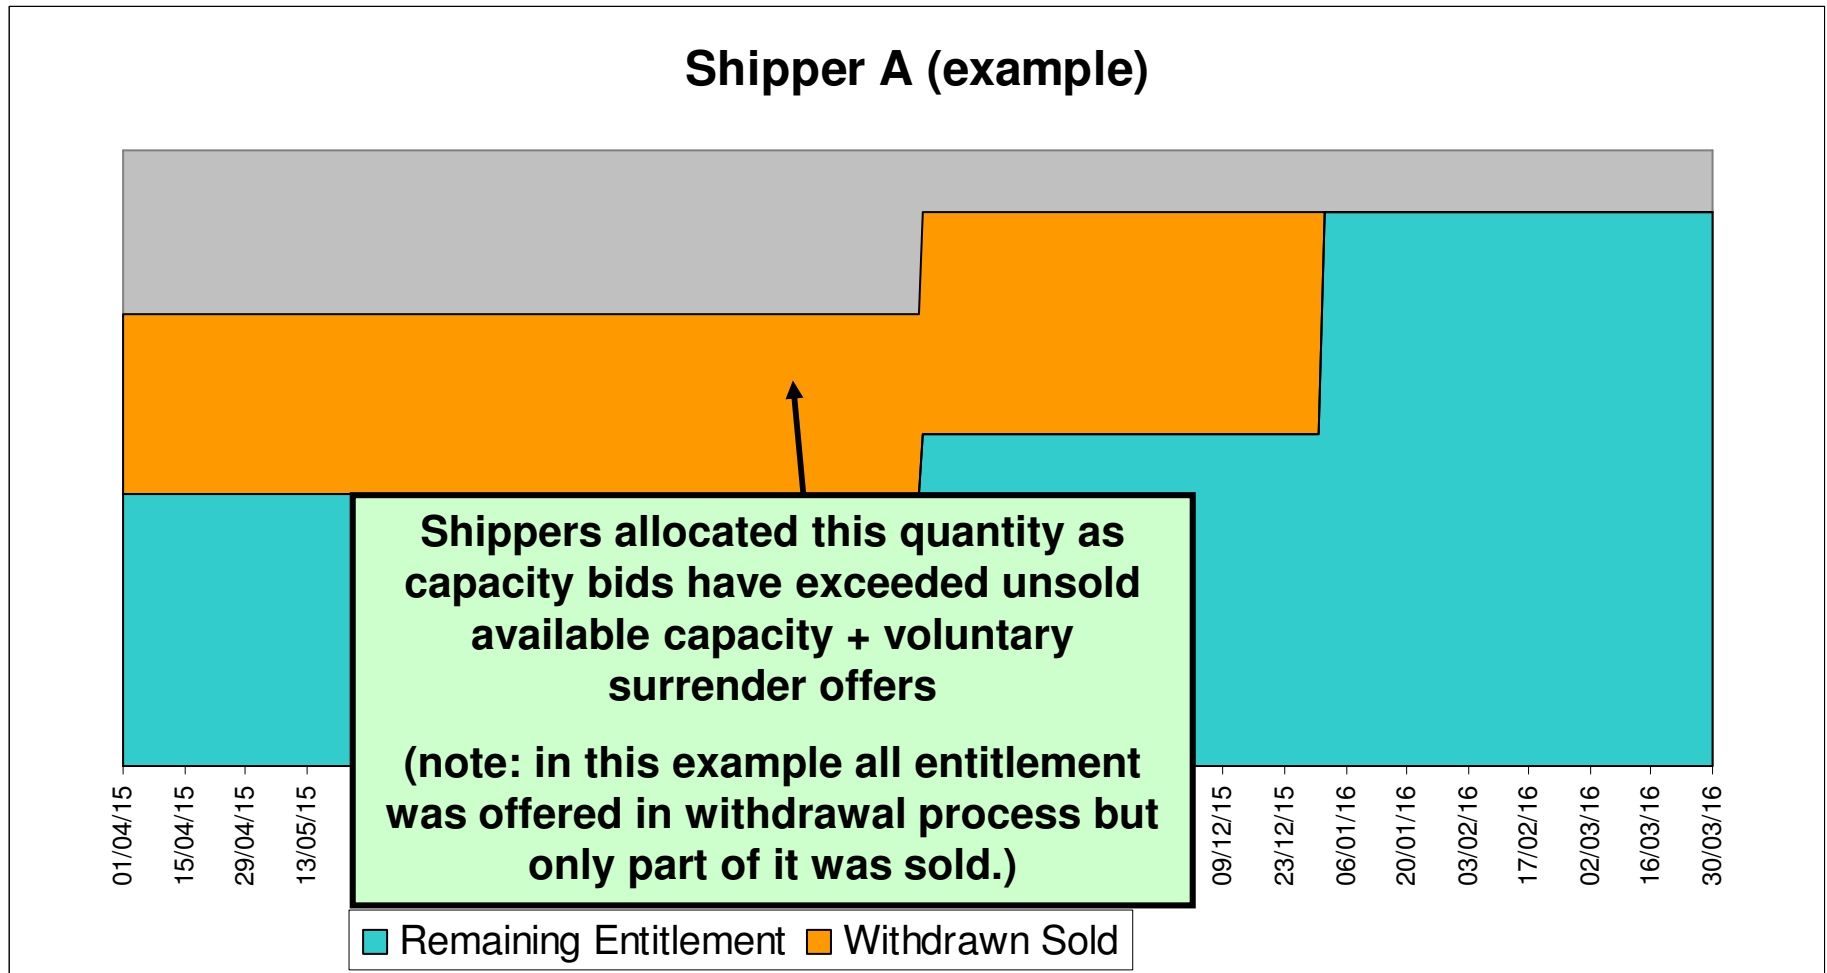 Shipper A (example)
Shippers allocated this quantity as
capacity bids have exceeded unsold
available capacity + voluntary
surrender offers
(note: in this example all entitlement
was offered in withdrawal process but
only part of it was sold.)
01/04/15
15/04/15
29/04/15
13/05/15
09/12/15
23/12/15
06/01/16
20/01/16
03/02/16
17/02/16
02/03/16
16/03/16
30/03/16
Remaining Entitlement Withdrawn Sold